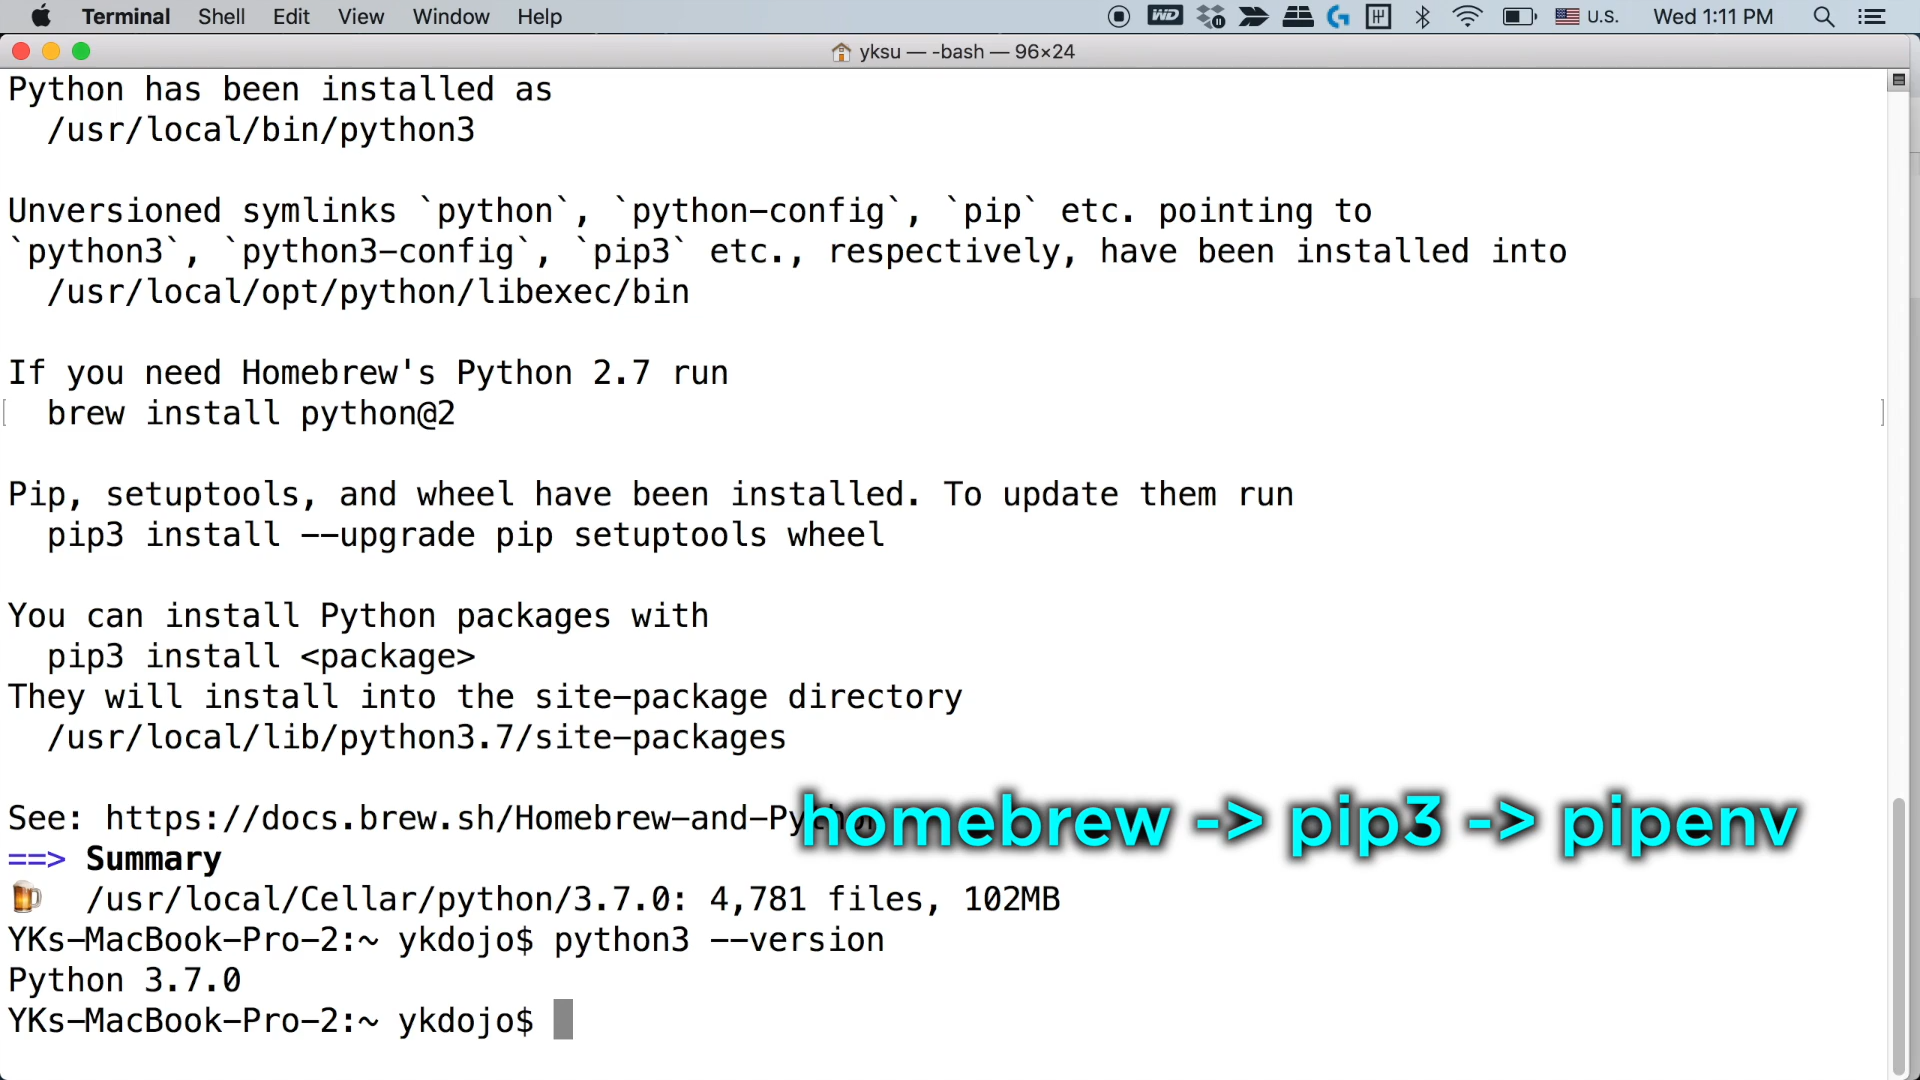 Terminal Shell Edit View Window Help WD U.S. Wed 1:11 PM
yksu — -bash — 96×24
Python has been installed as
/usr/local/bin/python3
Unversioned symlinks `python`, `python-config`, `pip` etc. pointing to
`python3`, `python3-config`, `pip3` etc., respectively, have been installed into
/usr/local/opt/python/libexec/bin
If you need Homebrew's Python 2.7 run
brew install python@2
Pip, setuptools, and wheel have been installed. To update them run
pip3 install --upgrade pip setuptools wheel
You can install Python packages with
pip3 install <package>
They will install into the site-package directory
/usr/local/lib/python3.7/site-packages
See: https://docs.brew.sh/Homebrew-and-Python
homebrew -> pip3 -> pipenv
==> Summary
🍺 /usr/local/Cellar/python/3.7.0: 4,781 files, 102MB
YKs-MacBook-Pro-2:~ ykdojo$ python3 --version
Python 3.7.0
YKs-MacBook-Pro-2:~ ykdojo$